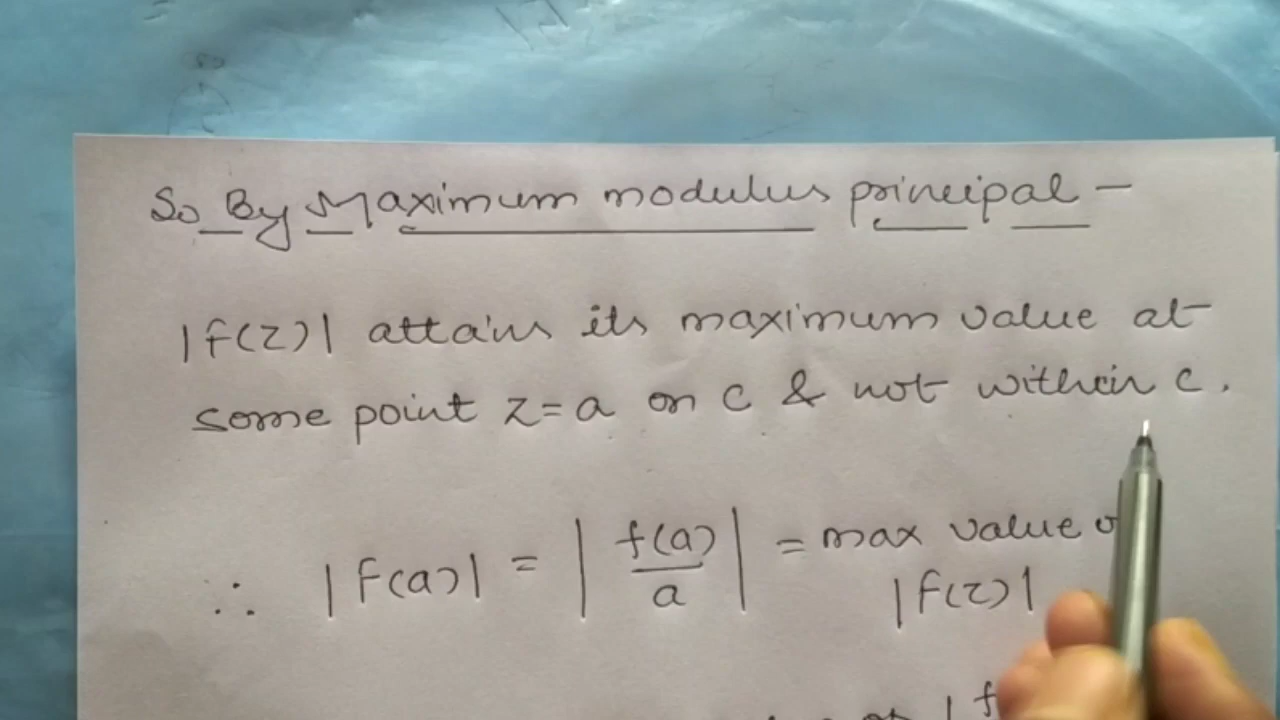 So By Maximum modulus principal –
|F(z)| attains its maximum value at
some point z=a on c & not within c.
∴ |F(a)| = |f(a)/a| = max value
|F(z)|